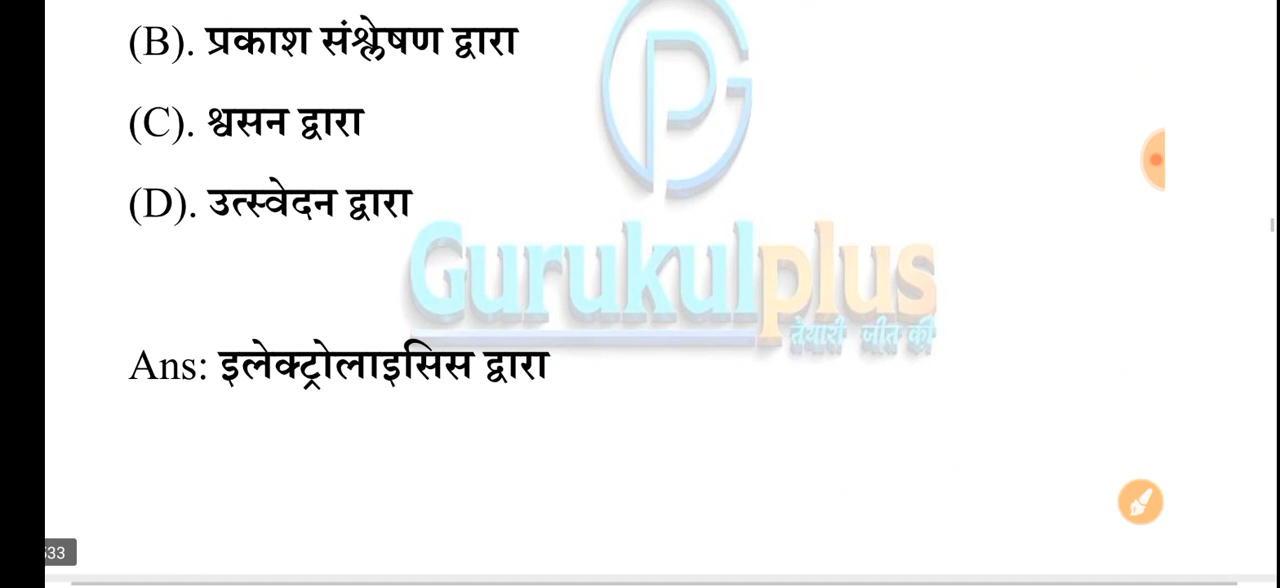 (B). प्रकाश संश्लेषण द्वारा
(C). श्वसन द्वारा
(D). उत्स्वेदन द्वारा
Gurukulplus
तेयारी जीत की
Ans: इलेक्ट्रोलाइसिस द्वारा
33